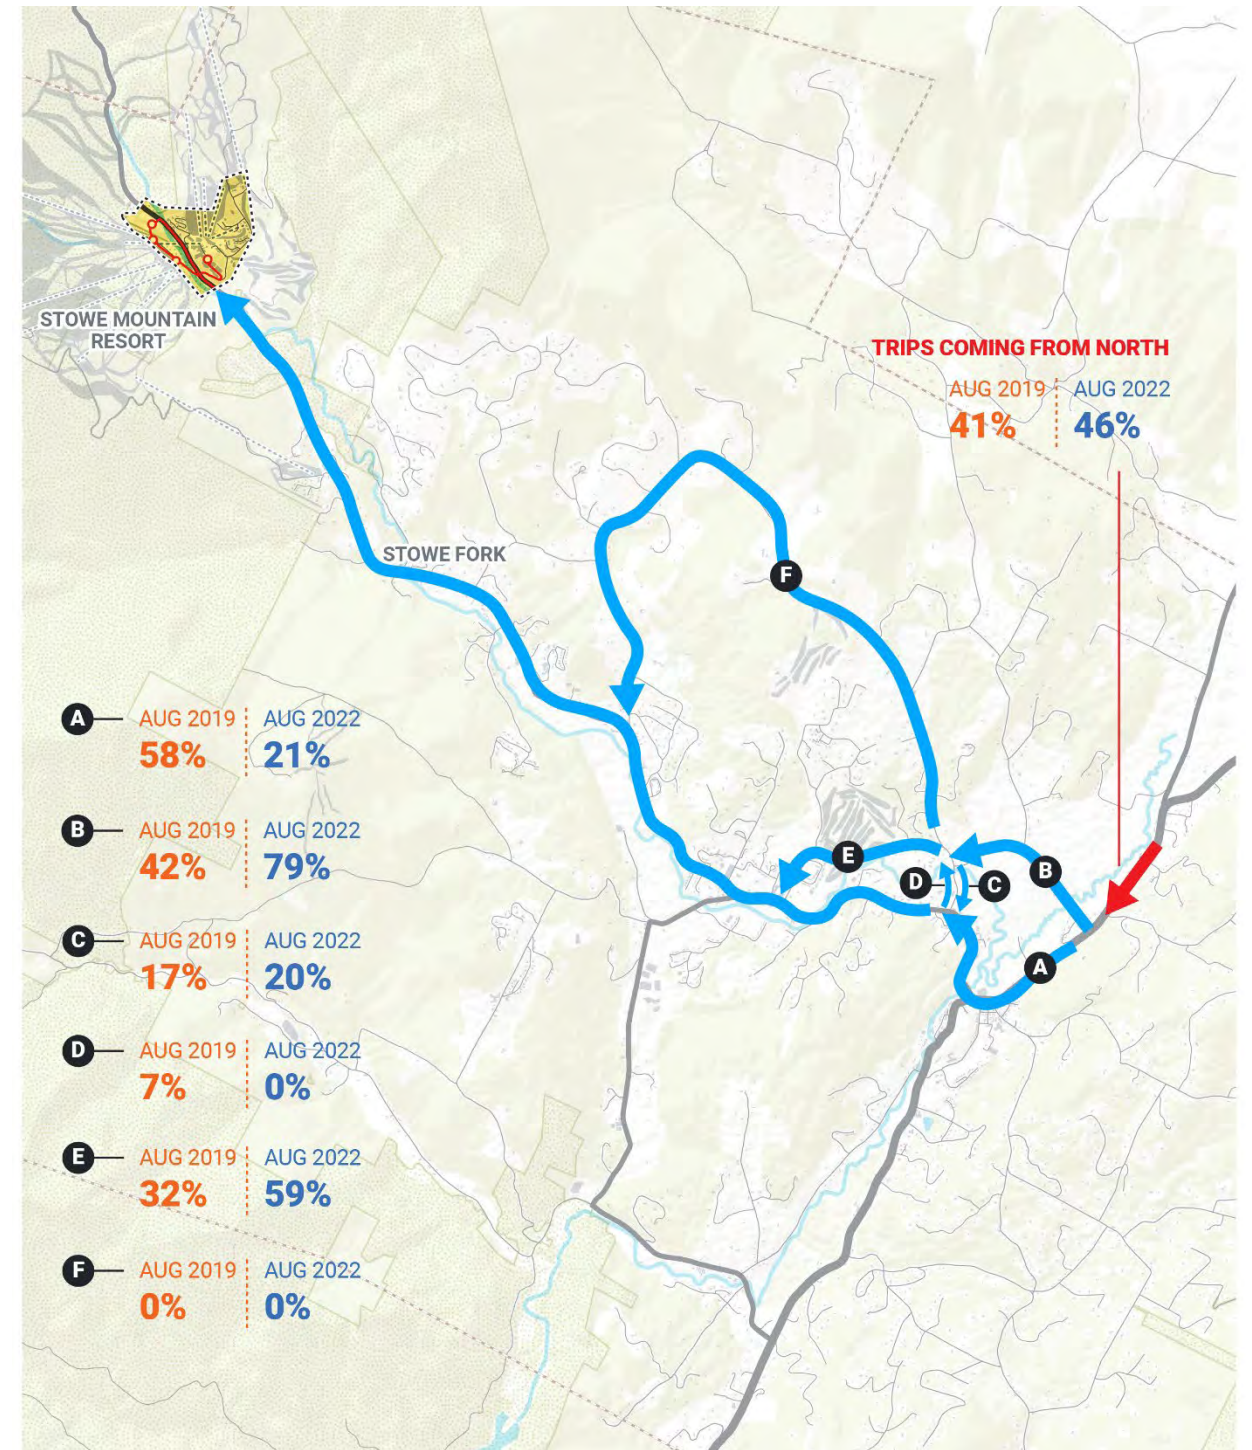 STOWE MOUNTAIN
RESORT
TRIPS COMING FROM NORTH
AUG 2019 AUG 2022
41% 46%
STOWE FORK
F
A AUG 2019 AUG 2022
58% 21%
B AUG 2019 AUG 2022
42% 79%
E
B
D
C
C AUG 2019 AUG 2022
17% 20%
A
D AUG 2019 AUG 2022
7% 0%
E AUG 2019 AUG 2022
32% 59%
F AUG 2019 AUG 2022
0% 0%